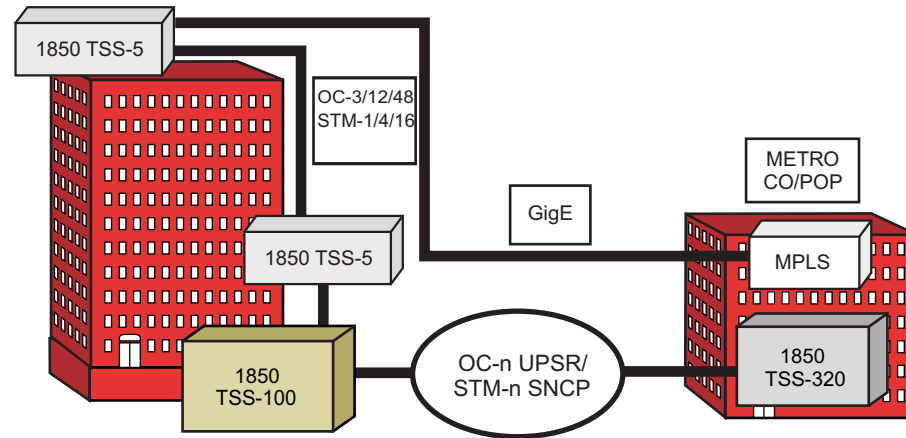 1850 TSS-5
OC-3/12/48
STM-1/4/16
METRO
CO/POP
GigE
1850 TSS-5
MPLS
1850
TSS-100
OC-n UPSR/
STM-n SNCP
1850
TSS-320